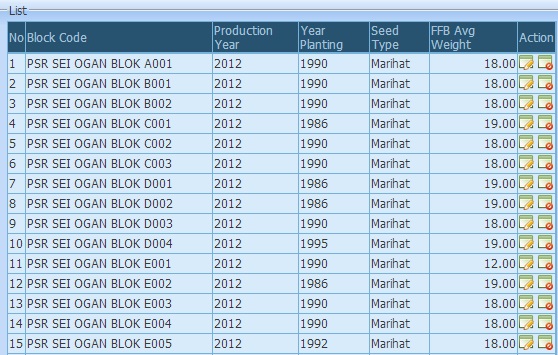 List
No Block Code Production Year Year Planting Seed Type FFB Avg Weight Action
1 PSR SEI OGAN BLOK A001 2012 1990 Marihat 18.00
2 PSR SEI OGAN BLOK B001 2012 1990 Marihat 18.00
3 PSR SEI OGAN BLOK B002 2012 1990 Marihat 18.00
4 PSR SEI OGAN BLOK C001 2012 1986 Marihat 19.00
5 PSR SEI OGAN BLOK C002 2012 1990 Marihat 18.00
6 PSR SEI OGAN BLOK C003 2012 1990 Marihat 18.00
7 PSR SEI OGAN BLOK D001 2012 1986 Marihat 19.00
8 PSR SEI OGAN BLOK D002 2012 1986 Marihat 19.00
9 PSR SEI OGAN BLOK D003 2012 1990 Marihat 18.00
10 PSR SEI OGAN BLOK D004 2012 1995 Marihat 19.00
11 PSR SEI OGAN BLOK E001 2012 1990 Marihat 12.00
12 PSR SEI OGAN BLOK E002 2012 1986 Marihat 19.00
13 PSR SEI OGAN BLOK E003 2012 1990 Marihat 18.00
14 PSR SEI OGAN BLOK E004 2012 1990 Marihat 18.00
15 PSR SEI OGAN BLOK E005 2012 1992 Marihat 18.00